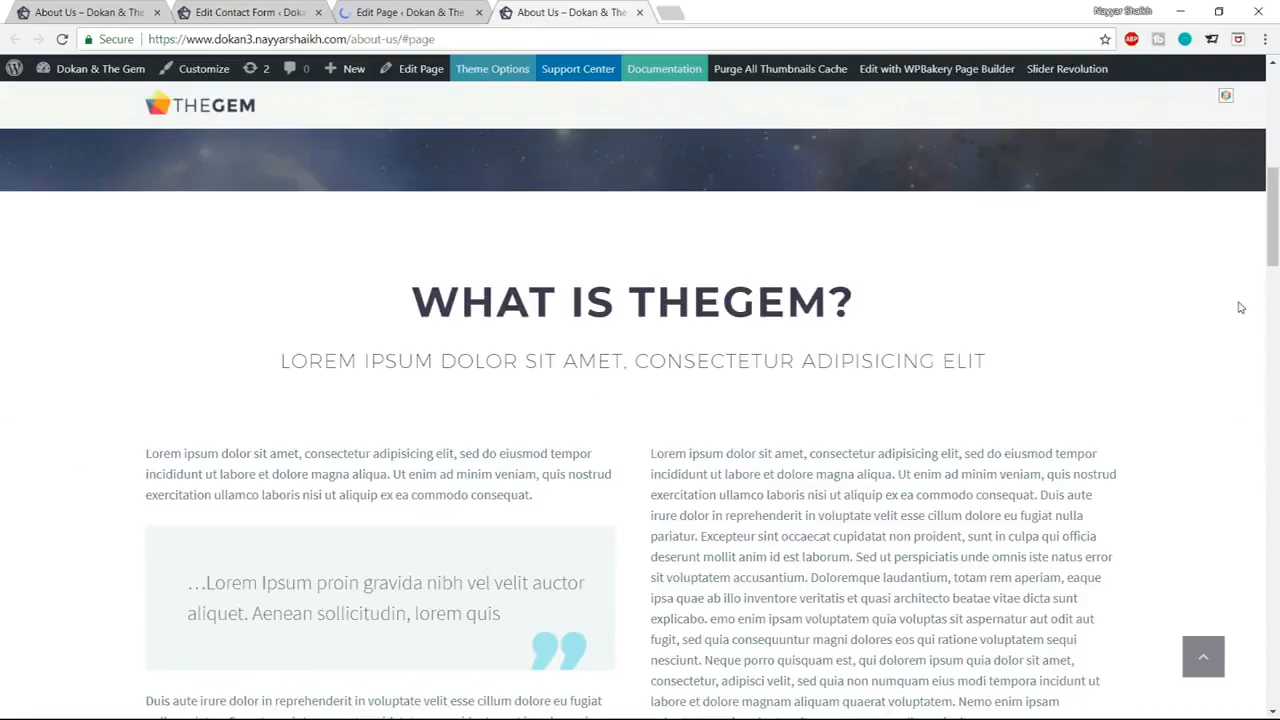 About Us – Dokan & The
Edit Contact Form ‹ Doka
Edit Page ‹ Dokan & The
About Us – Dokan & The
Nayyar Shaikh
Secure
https://www.dokan3.nayyarshaikh.com/about-us/#page
ABP
Dokan & The Gem
Customize
2
0
New
Edit Page
Theme Options
Support Center
Documentation
Purge All Thumbnails Cache
Edit with WPBakery Page Builder
Slider Revolution
THEGEM
WHAT IS THEGEM?
LOREM IPSUM DOLOR SIT AMET, CONSECTETUR ADIPISICING ELIT
Lorem ipsum dolor sit amet, consectetur adipisicing elit, sed do eiusmod tempor
incididunt ut labore et dolore magna aliqua. Ut enim ad minim veniam, quis nostrud
exercitation ullamco laboris nisi ut aliquip ex ea commodo consequat.
…Lorem Ipsum proin gravida nibh vel velit auctor
aliquet. Aenean sollicitudin, lorem quis
Duis aute irure dolor in reprehenderit in voluptate velit esse cillum dolore eu fugiat
Lorem ipsum dolor sit amet, consectetur adipisicing elit, sed do eiusmod tempor
incididunt ut labore et dolore magna aliqua. Ut enim ad minim veniam, quis nostrud
exercitation ullamco laboris nisi ut aliquip ex ea commodo consequat. Duis aute
irure dolor in reprehenderit in voluptate velit esse cillum dolore eu fugiat nulla
pariatur. Excepteur sint occaecat cupidatat non proident, sunt in culpa qui officia
deserunt mollit anim id est laborum. Sed ut perspiciatis unde omnis iste natus error
sit voluptatem accusantium. Doloremque laudantium, totam rem aperiam, eaque
ipsa quae ab illo inventore veritatis et quasi architecto beatae vitae dicta sunt
explicabo. emo enim ipsam voluptatem quia voluptas sit aspernatur aut odit aut
fugit, sed quia consequuntur magni dolores eos qui ratione voluptatem sequi
nesciunt. Neque porro quisquam est, qui dolorem ipsum quia dolor sit amet,
consectetur, adipisci velit, sed quia non numquam eius modi tempora incidunt ut
labore et dolore magnam aliquam quaerat voluptatem. Nemo enim ipsam